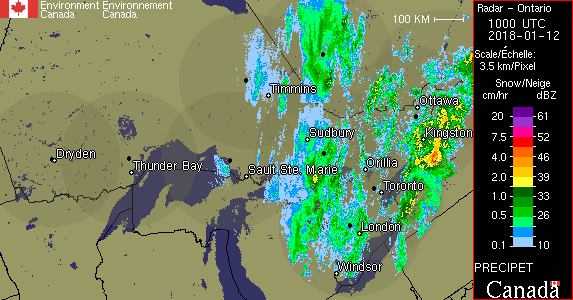 Environment Environnement
Canada Canada
100 KM
Radar - Ontario
1000 UTC
2018-01-12
Scale/Échelle:
3.5 km/Pixel
Snow/Neige
cm/hr dBZ
20 61
7.5 52
4.0 46
2.0 39
1.0 33
0.5 26
0.1 10
PRECIPET
Canada
Timmins
Ottawa
Sudbury
Kingston
Dryden
Thunder Bay
Sault Ste. Marie
Orillia
Toronto
London
Windsor